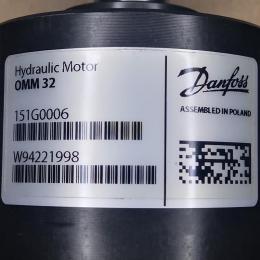 Hydraulic Motor
OMM 32
151G0006
W94221998
Danfoss
ASSEMBLED IN POLAND